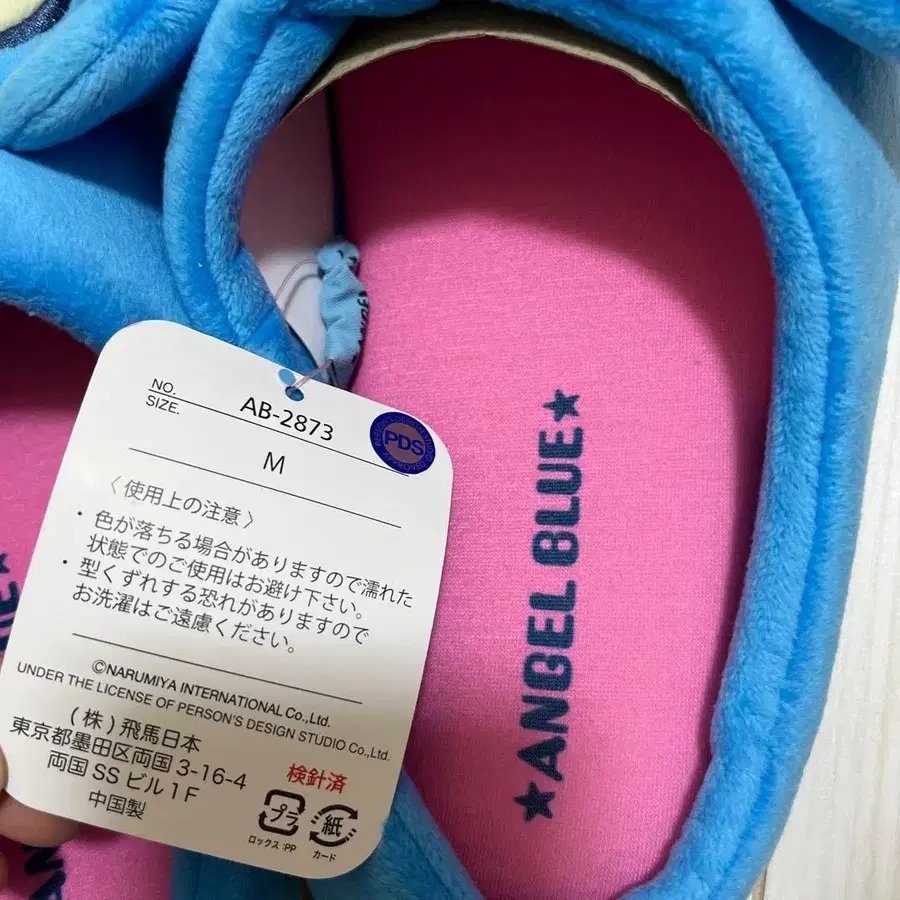 NO. AB-2873
SIZE. M
PDS
〈使用上の注意〉
・色が落ちる場合がありますので濡れた
状態でのご使用はお避け下さい。
・型くずれする恐れがありますので
お洗濯はご遠慮ください。
©NARUMIYA INTERNATIONAL Co.,Ltd.
UNDER THE LICENSE OF PERSON'S DESIGN STUDIO Co.,Ltd.
(株)飛馬日本
東京都墨田区両国 3-16-4
両国 SS ビル 1F
中国製
検針済
プラ
紙
ロックス:PP
カード
★ANGEL BLUE★